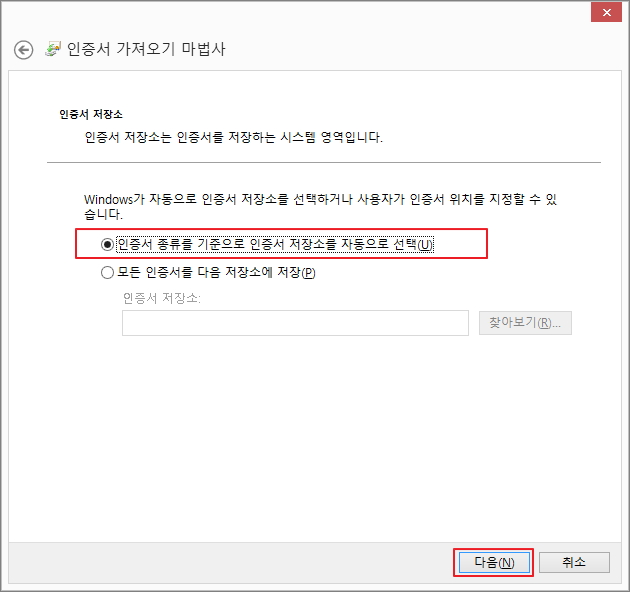 인증서 가져오기 마법사
인증서 저장소
인증서 저장소는 인증서를 저장하는 시스템 영역입니다.
Windows가 자동으로 인증서 저장소를 선택하거나 사용자가 인증서 위치를 지정할 수 있
습니다.
인증서 종류를 기준으로 인증서 저장소를 자동으로 선택(U)
모든 인증서를 다음 저장소에 저장(P)
인증서 저장소:
찾아보기(R)...
다음(N)
취소